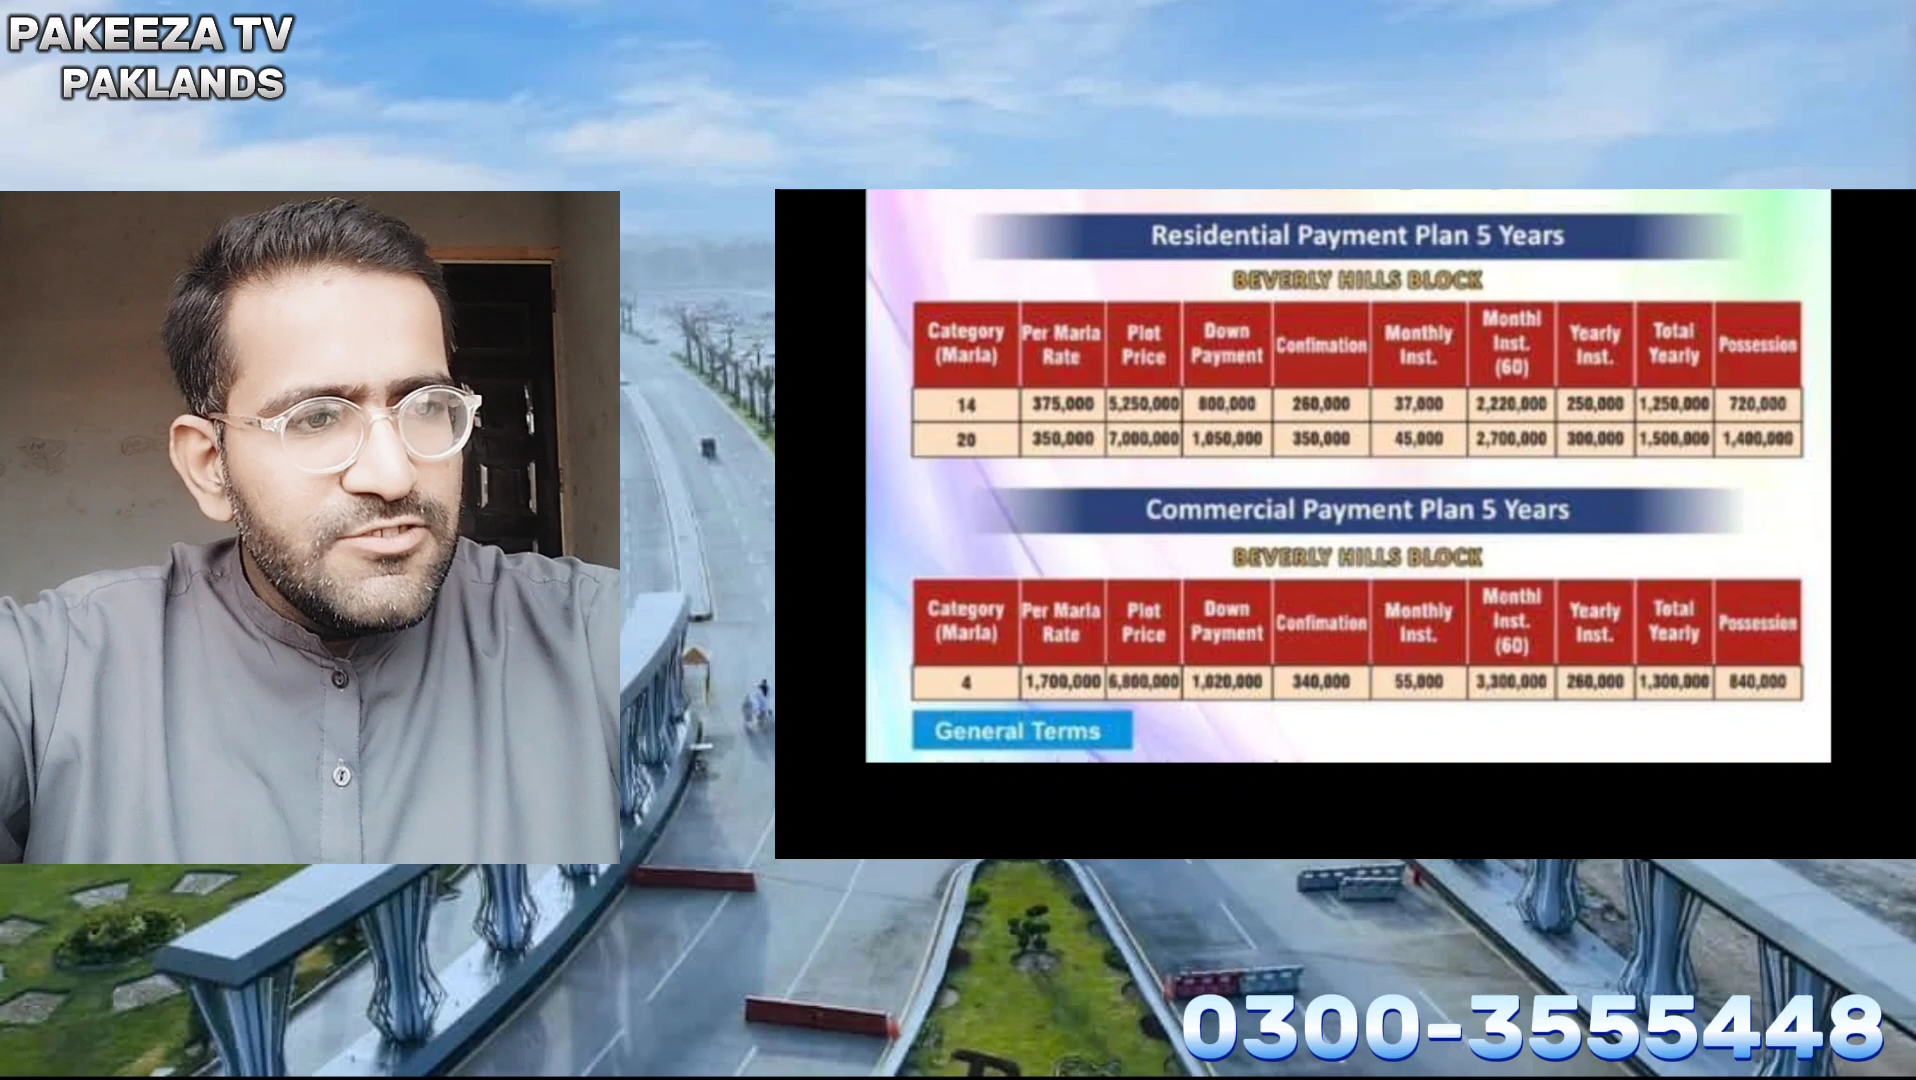 PAKEEZA TV
PAKLANDS
Residential Payment Plan 5 Years
BEVERLY HILLS BLOCK
Category (Marla) Per Marla Rate Plot Price Down Payment Confimation Monthly Inst. Monthl Inst. (60) Yearly Inst. Total Yearly Possession
14 375,000 5,250,000 800,000 260,000 37,000 2,220,000 250,000 1,250,000 720,000
20 350,000 7,000,000 1,050,000 350,000 45,000 2,700,000 300,000 1,500,000 1,400,000
Commercial Payment Plan 5 Years
BEVERLY HILLS BLOCK
Category (Marla) Per Marla Rate Plot Price Down Payment Confimation Monthly Inst. Monthl Inst. (60) Yearly Inst. Total Yearly Possession
4 1,700,000 6,800,000 1,020,000 340,000 55,000 3,300,000 260,000 1,300,000 840,000
General Terms
0300-3555448